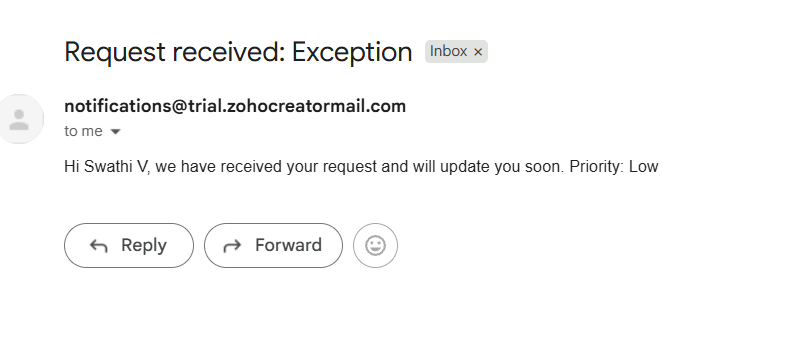 Request received: Exception Inbox ×
notifications@trial.zohocreatormail.com
to me
Hi Swathi V, we have received your request and will update you soon. Priority: Low
Reply Forward